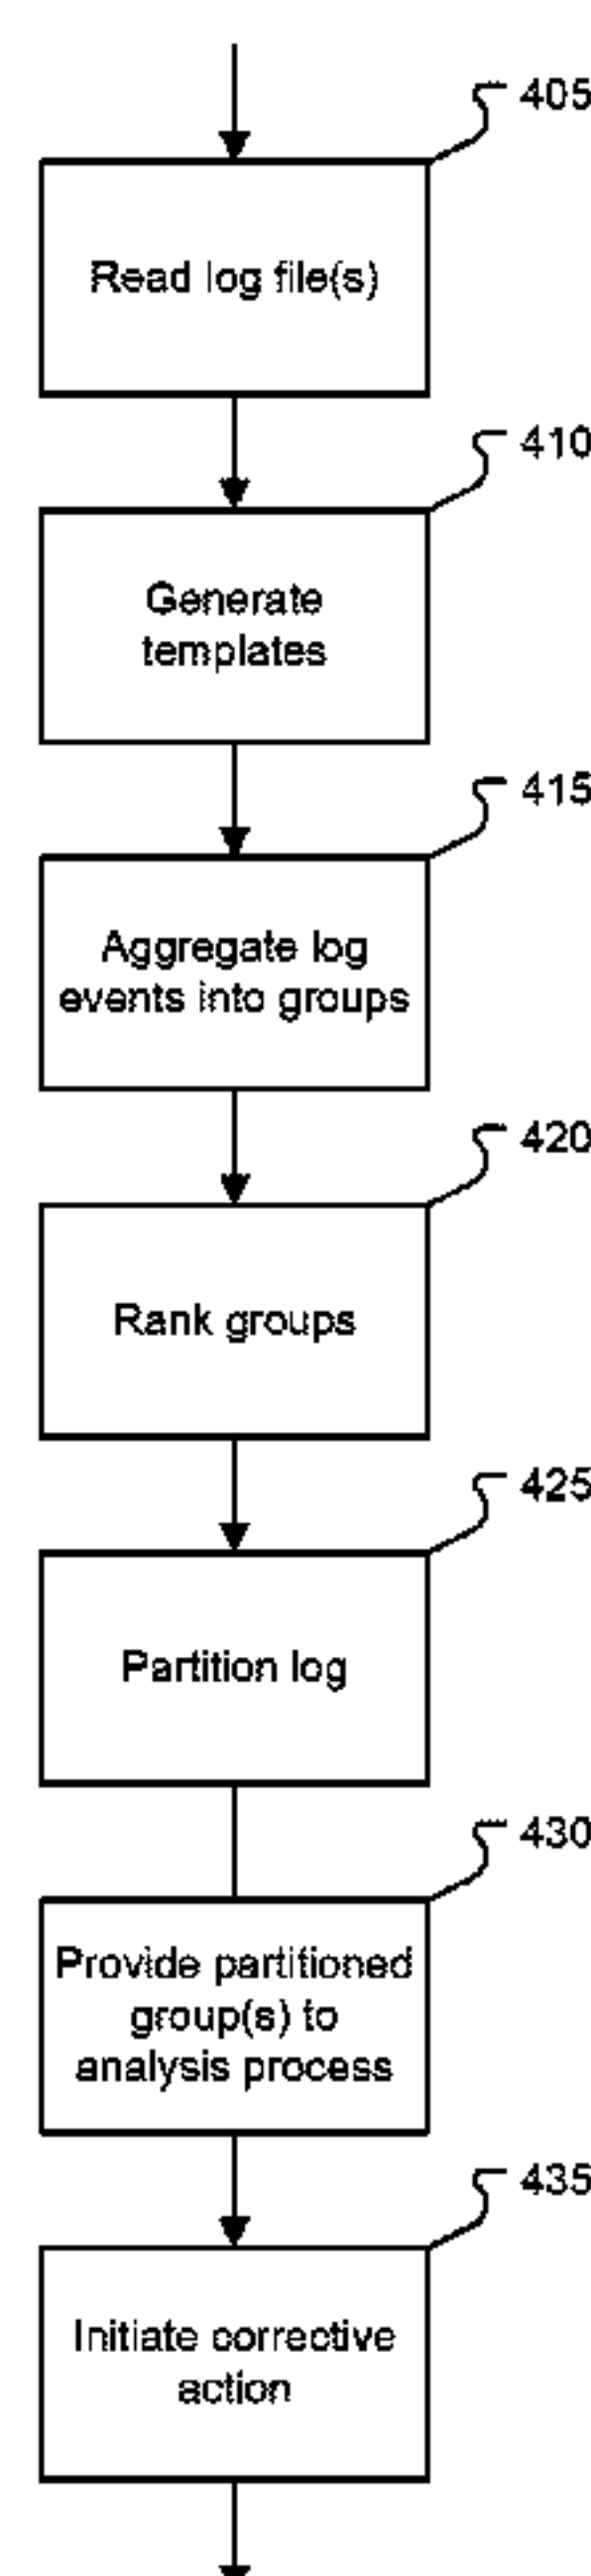 405
Read log file(s)
410
Generate
templates
415
Aggregate log
events into groups
420
Rank groups
425
Partition log
430
Provide partitioned
group(s) to
analysis process
435
Initiate corrective
action